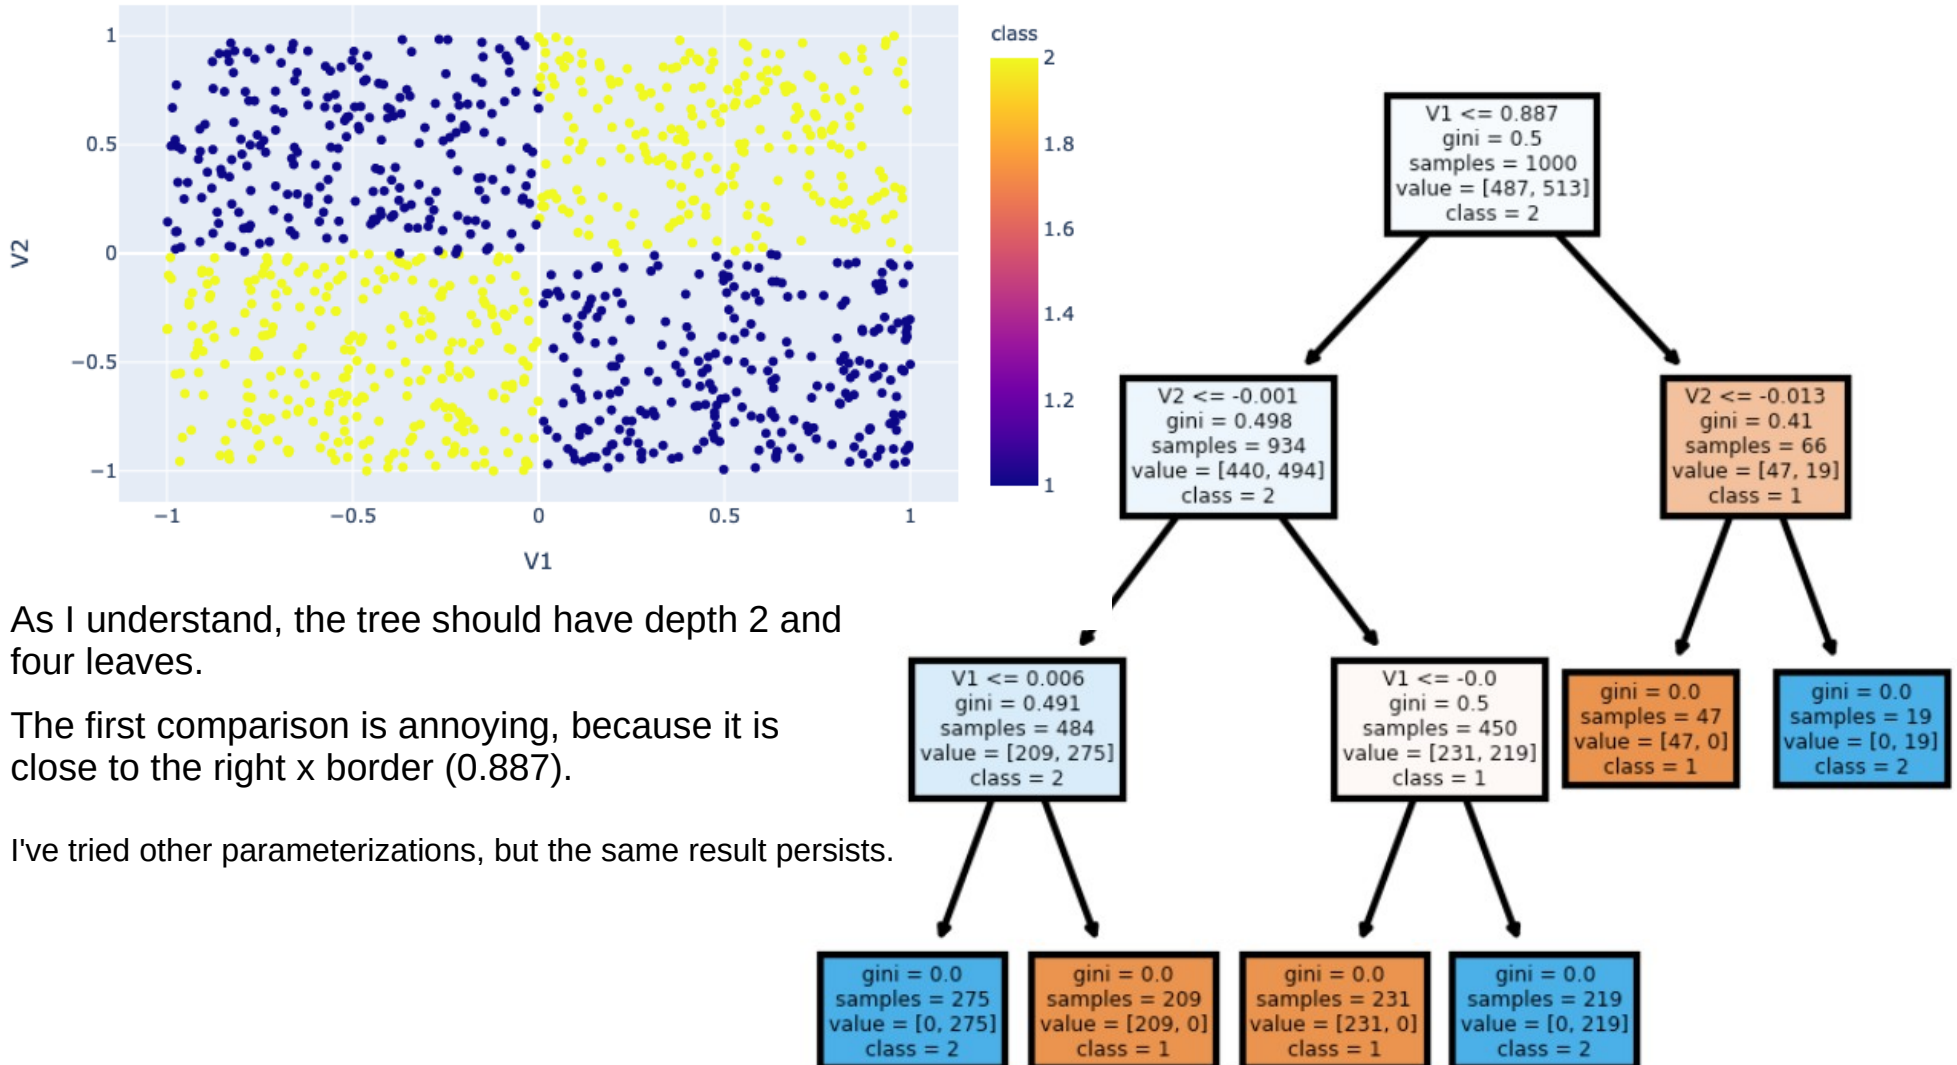 class
2
1.8
1.6
1.4
1.2
1
1
0.5
0
−0.5
−1
V2
−1
−0.5
0
0.5
1
V1
As I understand, the tree should have depth 2 and
four leaves.
The first comparison is annoying, because it is
close to the right x border (0.887).
I've tried other parameterizations, but the same result persists.
V1 <= 0.887
gini = 0.5
samples = 1000
value = [487, 513]
class = 2
V2 <= -0.001
gini = 0.498
samples = 934
value = [440, 494]
class = 2
V2 <= -0.013
gini = 0.41
samples = 66
value = [47, 19]
class = 1
V1 <= 0.006
gini = 0.491
samples = 484
value = [209, 275]
class = 2
V1 <= -0.0
gini = 0.5
samples = 450
value = [231, 219]
class = 1
gini = 0.0
samples = 47
value = [47, 0]
class = 1
gini = 0.0
samples = 19
value = [0, 19]
class = 2
gini = 0.0
samples = 275
value = [0, 275]
class = 2
gini = 0.0
samples = 209
value = [209, 0]
class = 1
gini = 0.0
samples = 231
value = [231, 0]
class = 1
gini = 0.0
samples = 219
value = [0, 219]
class = 2